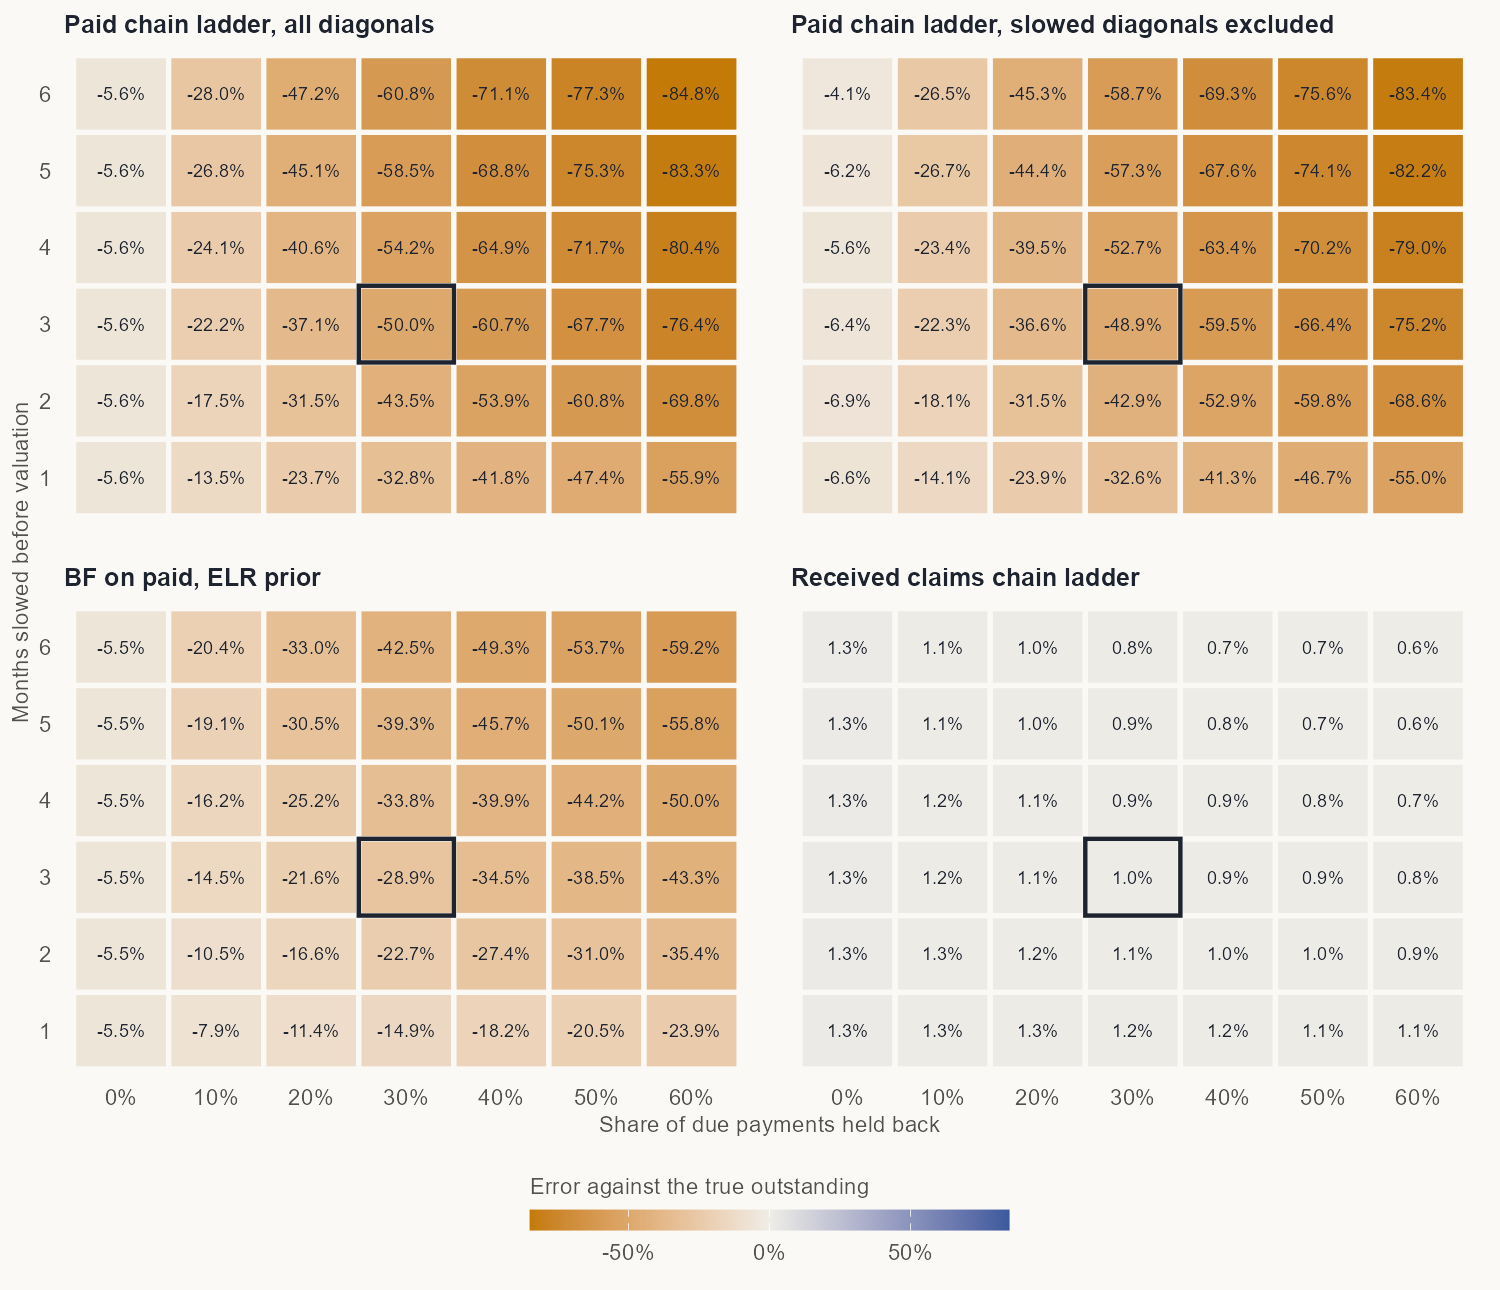 Paid chain ladder, all diagonals
6 -5.6% -28.0% -47.2% -60.8% -71.1% -77.3% -84.8%
5 -5.6% -26.8% -45.1% -58.5% -68.8% -75.3% -83.3%
4 -5.6% -24.1% -40.6% -54.2% -64.9% -71.7% -80.4%
3 -5.6% -22.2% -37.1% -50.0% -60.7% -67.7% -76.4%
2 -5.6% -17.5% -31.5% -43.5% -53.9% -60.8% -69.8%
1 -5.6% -13.5% -23.7% -32.8% -41.8% -47.4% -55.9%
Paid chain ladder, slowed diagonals excluded
-4.1% -26.5% -45.3% -58.7% -69.3% -75.6% -83.4%
-6.2% -26.7% -44.4% -57.3% -67.6% -74.1% -82.2%
-5.6% -23.4% -39.5% -52.7% -63.4% -70.2% -79.0%
-6.4% -22.3% -36.6% -48.9% -59.5% -66.4% -75.2%
-6.9% -18.1% -31.5% -42.9% -52.9% -59.8% -68.6%
-6.6% -14.1% -23.9% -32.6% -41.3% -46.7% -55.0%
Months slowed before valuation
BF on paid, ELR prior
6 -5.5% -20.4% -33.0% -42.5% -49.3% -53.7% -59.2%
5 -5.5% -19.1% -30.5% -39.3% -45.7% -50.1% -55.8%
4 -5.5% -16.2% -25.2% -33.8% -39.9% -44.2% -50.0%
3 -5.5% -14.5% -21.6% -28.9% -34.5% -38.5% -43.3%
2 -5.5% -10.5% -16.6% -22.7% -27.4% -31.0% -35.4%
1 -5.5% -7.9% -11.4% -14.9% -18.2% -20.5% -23.9%
0% 10% 20% 30% 40% 50% 60%
Received claims chain ladder
1.3% 1.1% 1.0% 0.8% 0.7% 0.7% 0.6%
1.3% 1.1% 1.0% 0.9% 0.8% 0.7% 0.6%
1.3% 1.2% 1.1% 0.9% 0.9% 0.8% 0.7%
1.3% 1.2% 1.1% 1.0% 0.9% 0.9% 0.8%
1.3% 1.3% 1.2% 1.1% 1.0% 1.0% 0.9%
1.3% 1.3% 1.3% 1.2% 1.2% 1.1% 1.1%
0% 10% 20% 30% 40% 50% 60%
Share of due payments held back
Error against the true outstanding
-50% 0% 50%